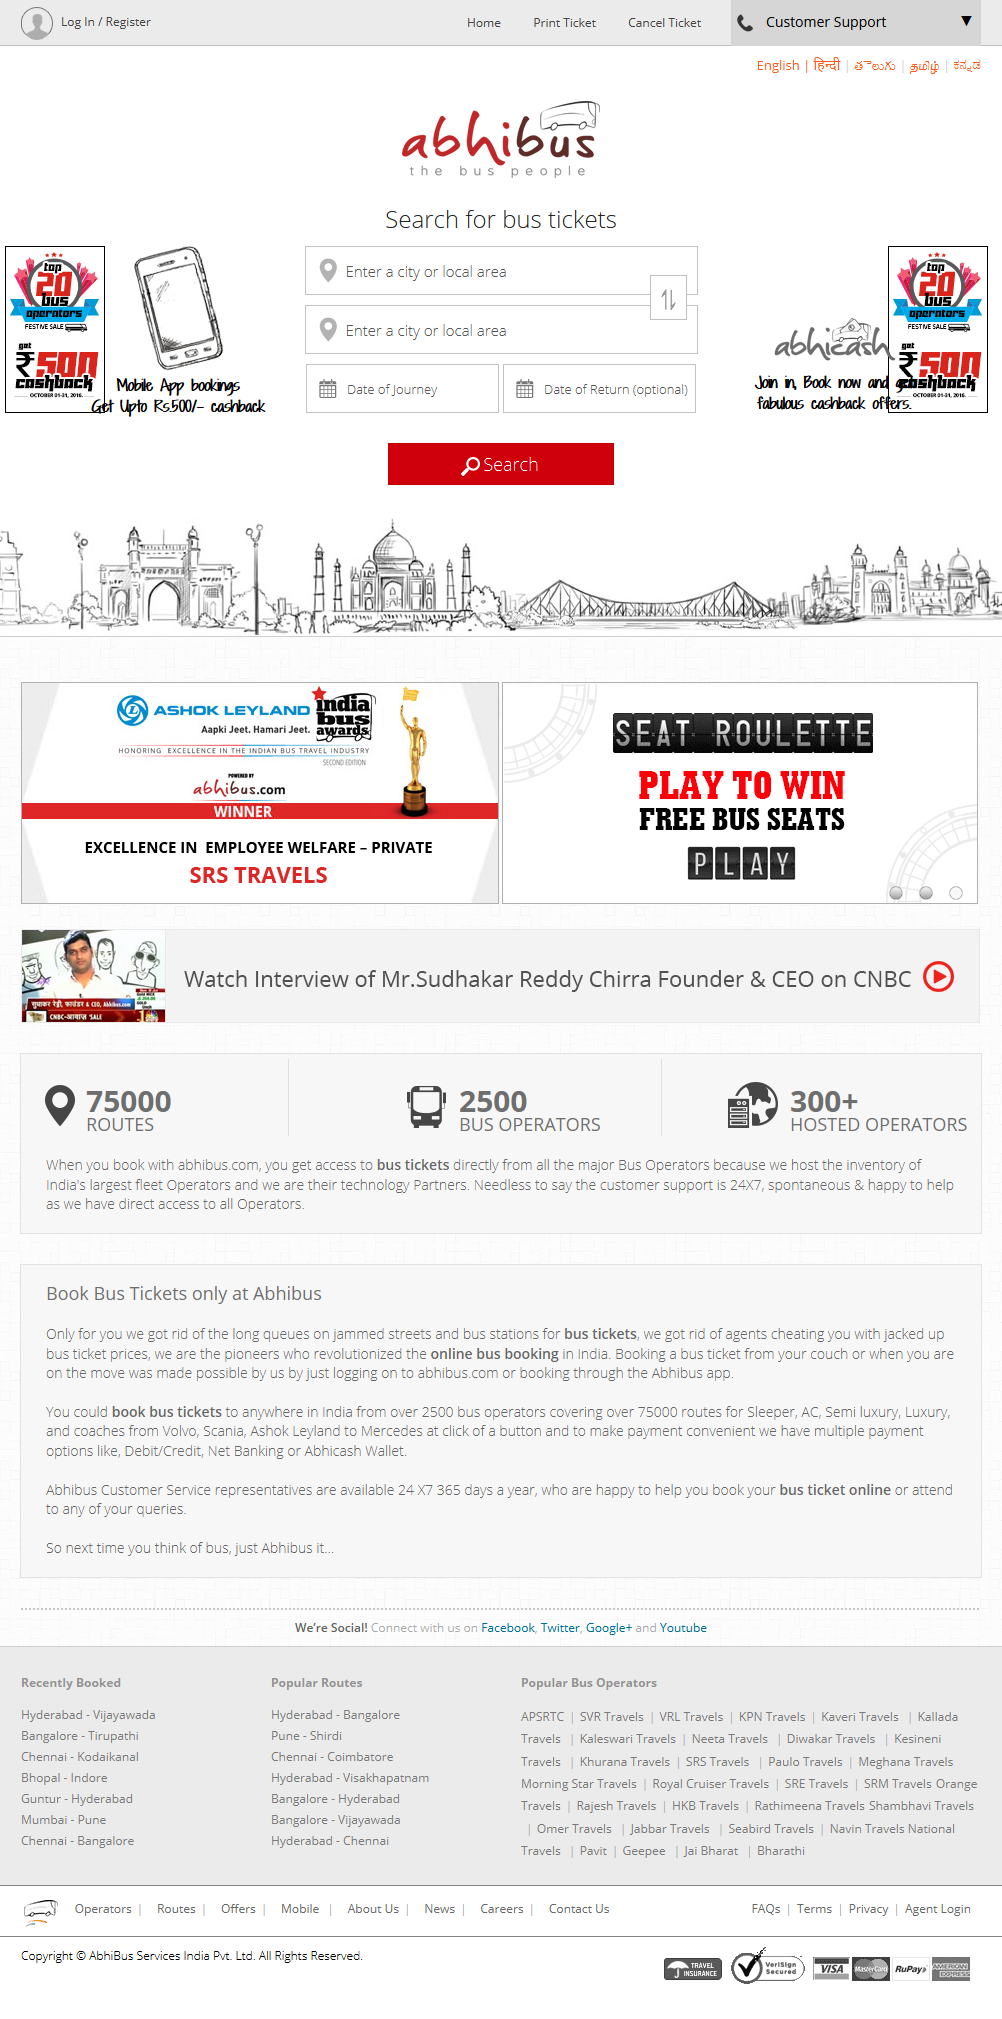 Log In / Register
Home
Print Ticket
Cancel Ticket
Customer Support
English | हिन्दी | తెలుగు | தமிழ் | ಕನ್ನಡ
abhibus
the bus people
Search for bus tickets
top
20
bus
operators
FESTIVE SALE
get
₹500
cashback
OCTOBER 01-31, 2016.
Mobile App bookings
Get Upto Rs.500/- cashback
Enter a city or local area
Enter a city or local area
Date of Journey
Date of Return (optional)
Search
abhicash
Join in, Book now and get
fabulous cashback offers.
top
20
bus
operators
FESTIVE SALE
get
₹500
cashback
OCTOBER 01-31, 2016.
ASHOK LEYLAND
Aapki Jeet. Hamari Jeet.
india
bus
awards
HONORING EXCELLENCE IN THE INDIAN BUS TRAVEL INDUSTRY
SECOND EDITION
POWERED BY
abhibus.com
WINNER
EXCELLENCE IN EMPLOYEE WELFARE – PRIVATE
SRS TRAVELS
SEAT ROULETTE
PLAY TO WIN
FREE BUS SEATS
PLAY
सुधाकर रेड्डी, फाउंडर & CEO, Abhibus.com
CNBC-आवाज़ 'SALE
Watch Interview of Mr.Sudhakar Reddy Chirra Founder & CEO on CNBC
75000
ROUTES
2500
BUS OPERATORS
300+
HOSTED OPERATORS
When you book with abhibus.com, you get access to bus tickets directly from all the major Bus Operators because we host the inventory of
India's largest fleet Operators and we are their technology Partners. Needless to say the customer support is 24X7, spontaneous & happy to help
as we have direct access to all Operators.
Book Bus Tickets only at Abhibus
Only for you we got rid of the long queues on jammed streets and bus stations for bus tickets, we got rid of agents cheating you with jacked up
bus ticket prices, we are the pioneers who revolutionized the online bus booking in India. Booking a bus ticket from your couch or when you are
on the move was made possible by us by just logging on to abhibus.com or booking through the Abhibus app.
You could book bus tickets to anywhere in India from over 2500 bus operators covering over 75000 routes for Sleeper, AC, Semi luxury, Luxury,
and coaches from Volvo, Scania, Ashok Leyland to Mercedes at click of a button and to make payment convenient we have multiple payment
options like, Debit/Credit, Net Banking or Abhicash Wallet.
Abhibus Customer Service representatives are available 24 X7 365 days a year, who are happy to help you book your bus ticket online or attend
to any of your queries.
So next time you think of bus, just Abhibus it...
We're Social! Connect with us on Facebook, Twitter, Google+ and Youtube
Recently Booked
Hyderabad - Vijayawada
Bangalore - Tirupathi
Chennai - Kodaikanal
Bhopal - Indore
Guntur - Hyderabad
Mumbai - Pune
Chennai - Bangalore
Popular Routes
Hyderabad - Bangalore
Pune - Shirdi
Chennai - Coimbatore
Hyderabad - Visakhapatnam
Bangalore - Hyderabad
Bangalore - Vijayawada
Hyderabad - Chennai
Popular Bus Operators
APSRTC | SVR Travels | VRL Travels | KPN Travels | Kaveri Travels | Kallada
Travels | Kaleswari Travels | Neeta Travels | Diwakar Travels | Kesineni
Travels | Khurana Travels | SRS Travels | Paulo Travels | Meghana Travels
Morning Star Travels | Royal Cruiser Travels | SRE Travels | SRM Travels Orange
Travels | Rajesh Travels | HKB Travels | Rathimeena Travels Shambhavi Travels
| Omer Travels | Jabbar Travels | Seabird Travels | Navin Travels National
Travels | Pavit | Geepee | Jai Bharat | Bharathi
Operators | Routes | Offers | Mobile | About Us | News | Careers | Contact Us
FAQs | Terms | Privacy | Agent Login
Copyright © AbhiBus Services India Pvt. Ltd. All Rights Reserved.
TRAVEL
INSURANCE
VeriSign
Secured
VISA
MasterCard
RuPay
AMERICAN
EXPRESS